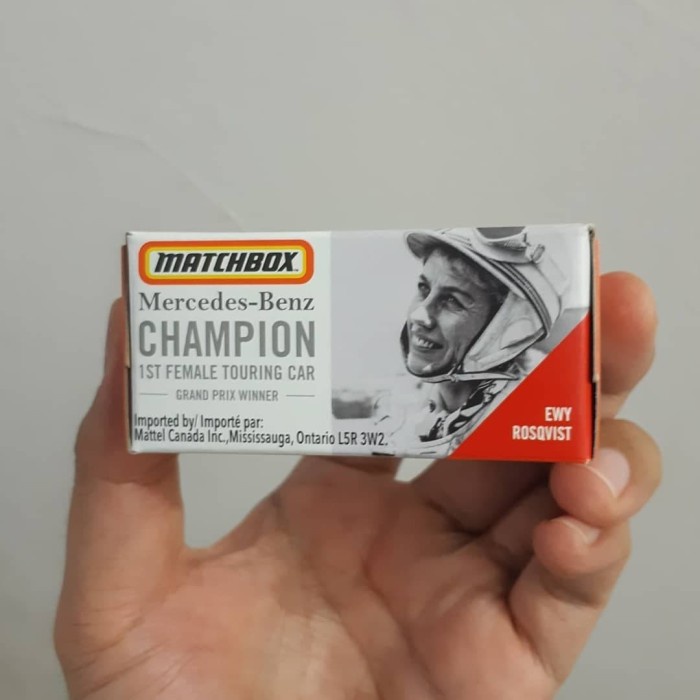 MATCHBOX
Mercedes-Benz
CHAMPION
1ST FEMALE TOURING CAR
GRAND PRIX WINNER
Imported by/ Importé par:
Mattel Canada Inc.,Mississauga, Ontario L5R 3W2.
EWY
ROSQVIST